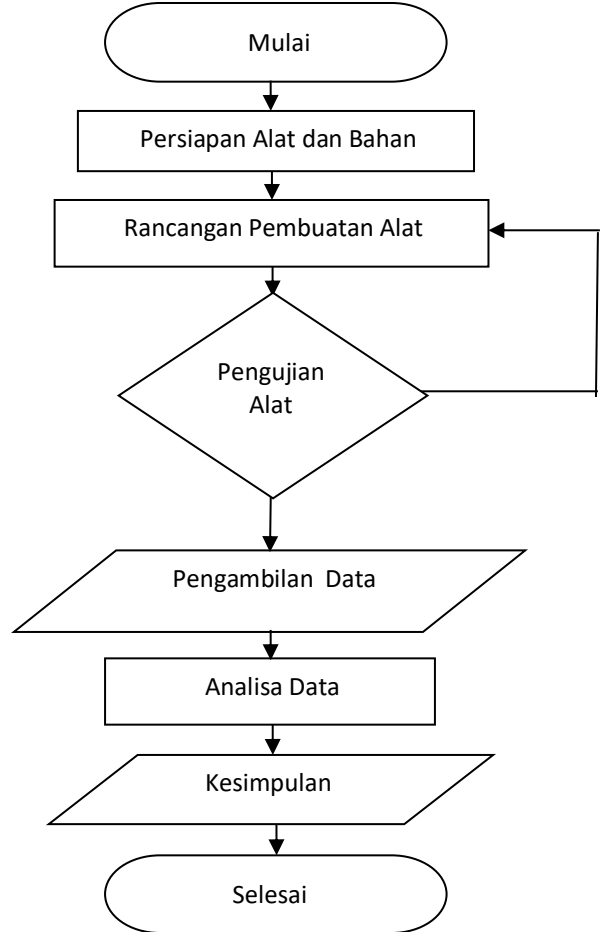 Mulai
Persiapan Alat dan Bahan
Rancangan Pembuatan Alat
Pengujian
Alat
Pengambilan  Data
Analisa Data
Kesimpulan
Selesai